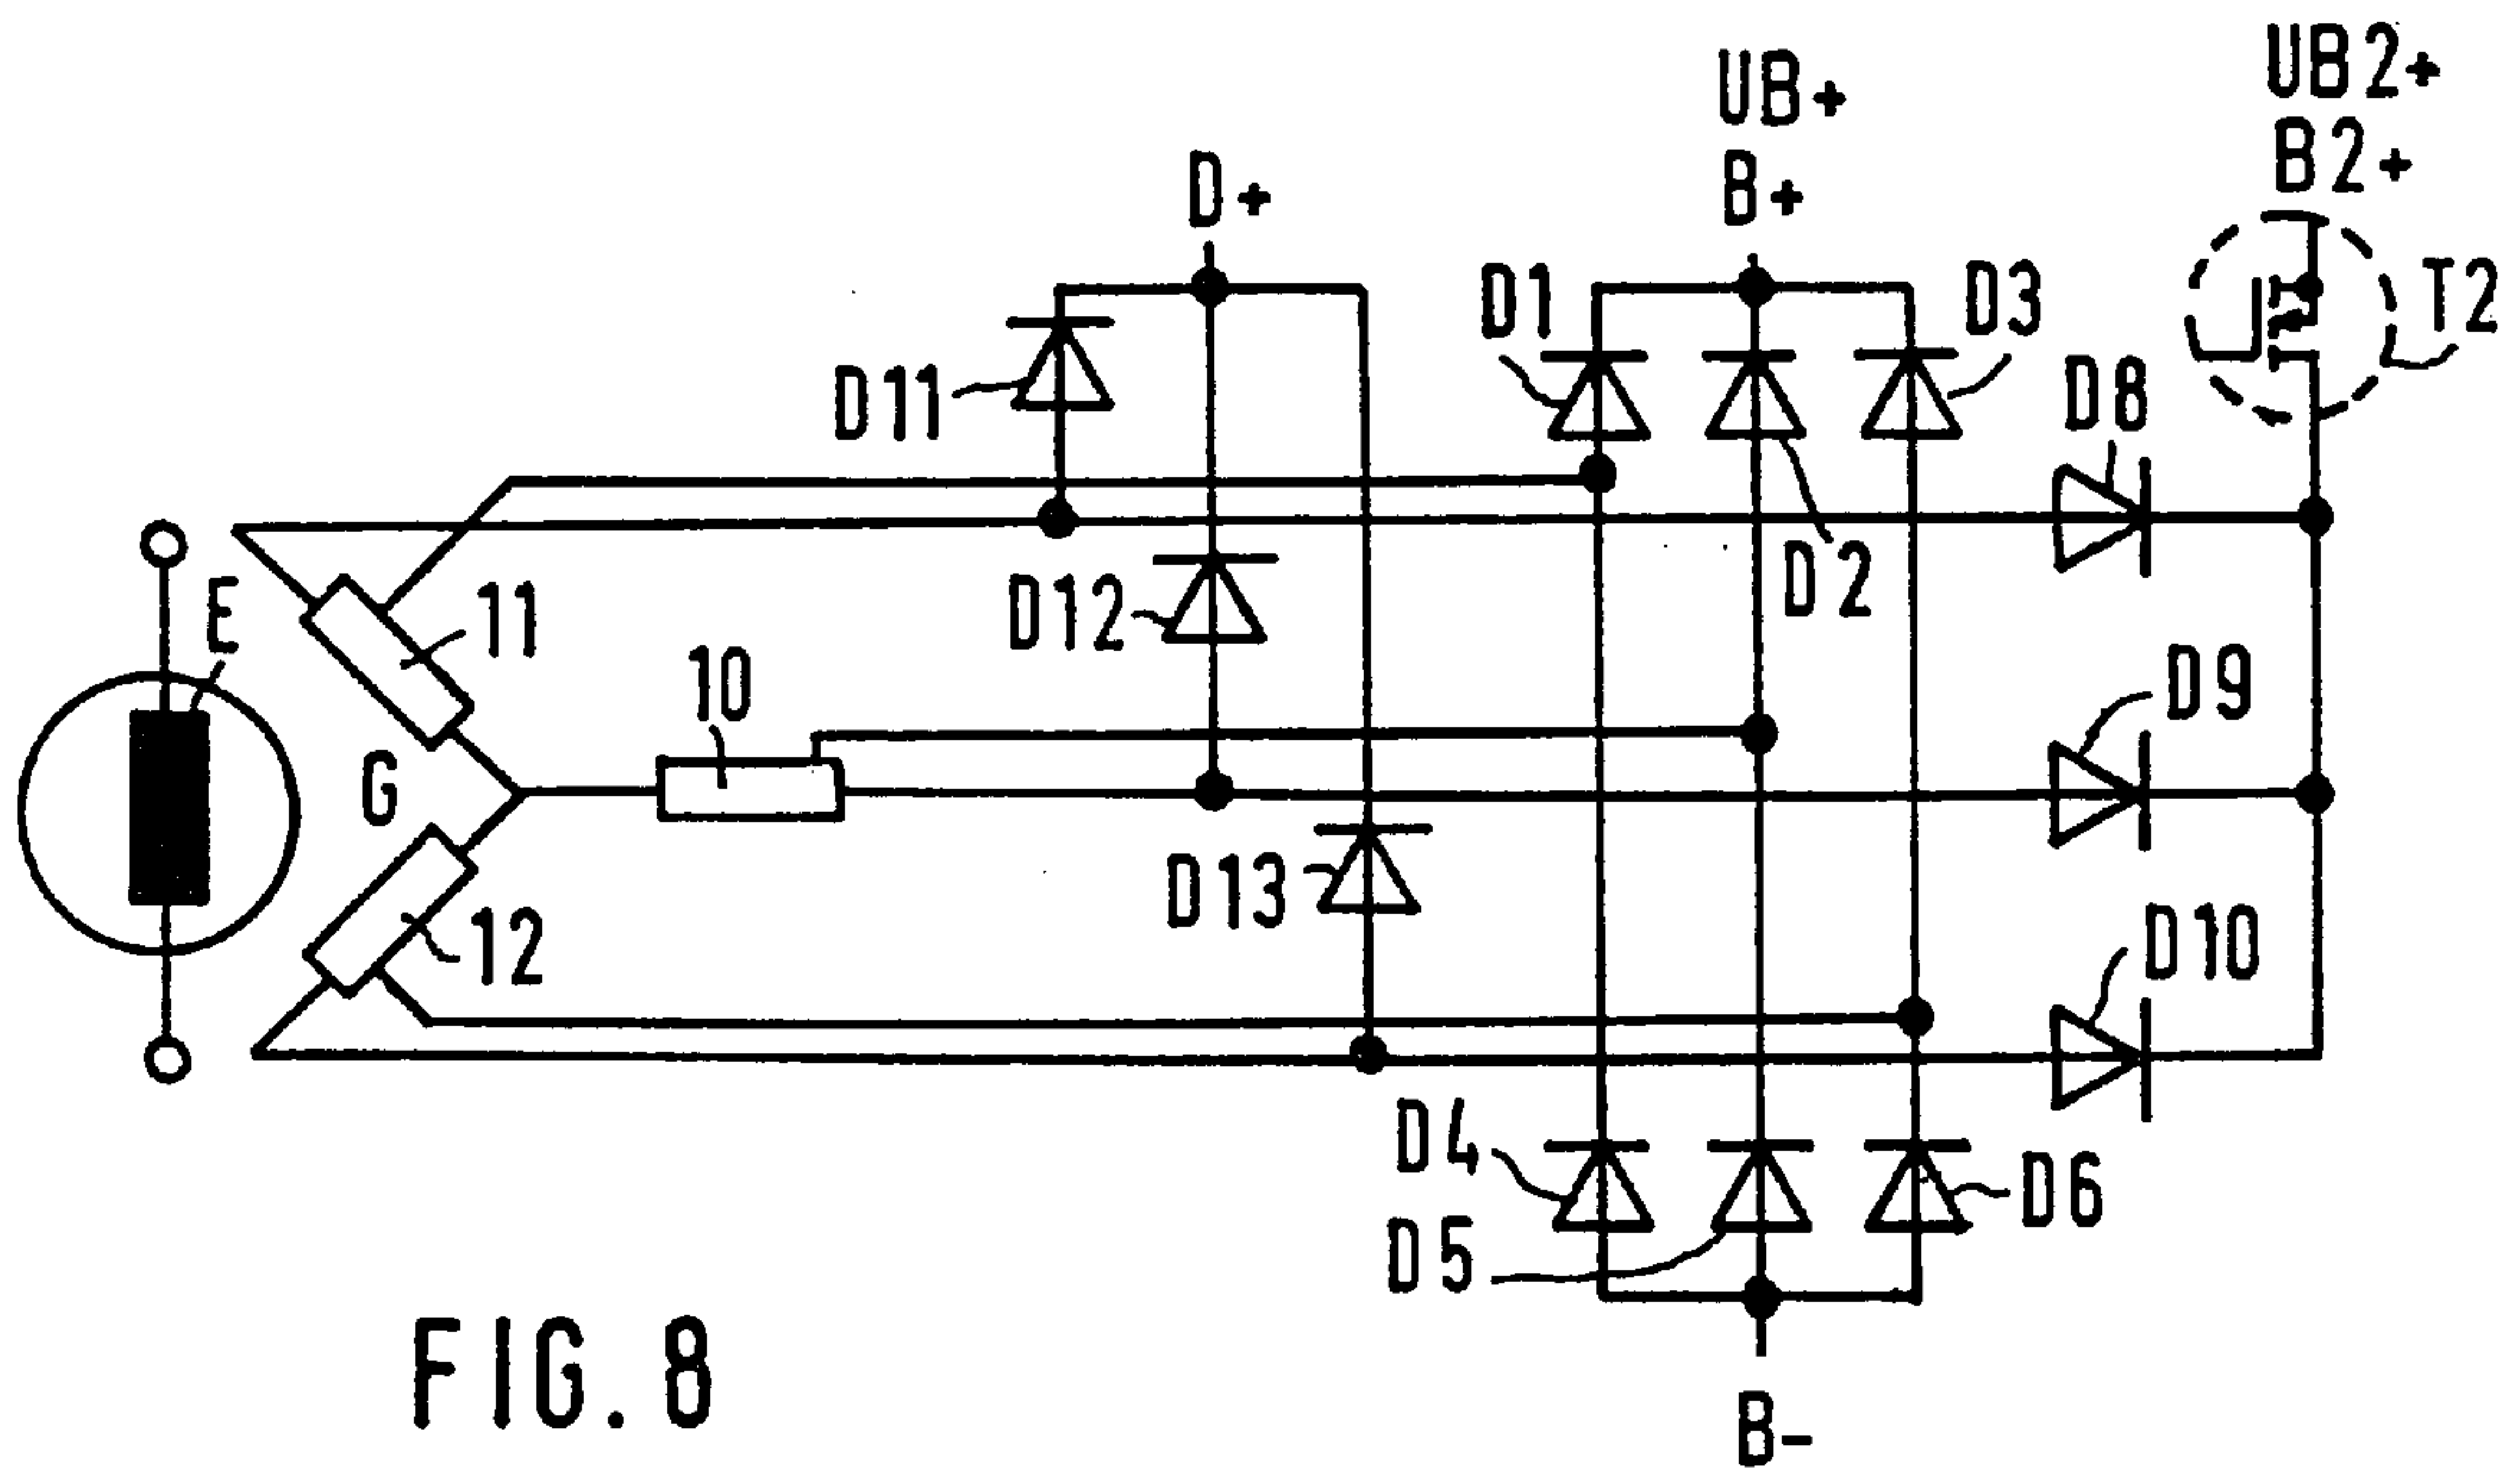 UB2+
B2+
UB+
B+
D+
D1
D3
T2
D8
D11
D2
E
11
D12
10
D9
G
D13
12
D10
D4
D6
D5
FIG. 8
B-